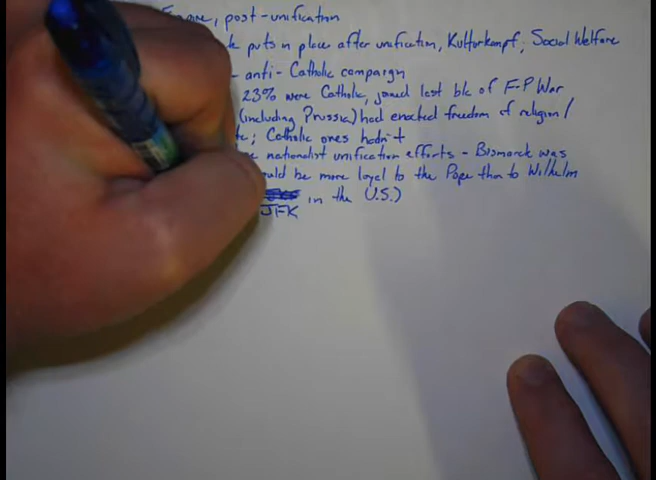 post-unification
puts in place after unification, Kulturkampf; Social Welfare
- anti-Catholic campaign
23% were Catholic, joined last b/c of F-P War
(including Prussia) had enacted freedom of religion/
Catholic ones hadn't
nationalist unification efforts - Bismarck was
be more loyal to the Pope than to Wilhelm
JFK in the U.S.)